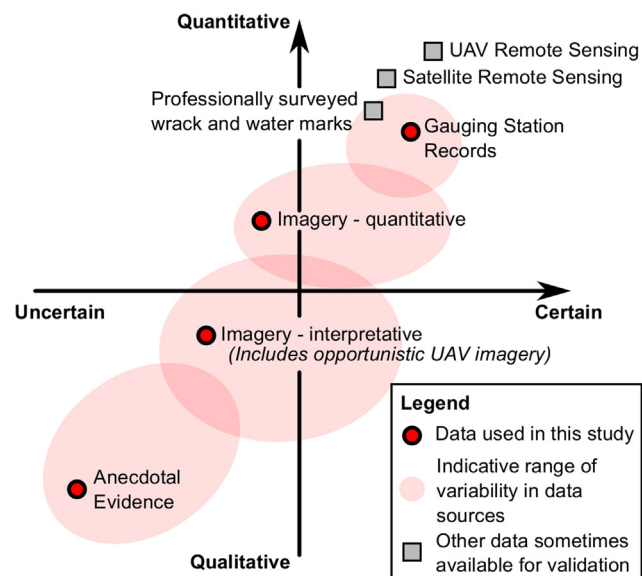 Quantitative
UAV Remote Sensing
Satellite Remote Sensing
Professionally surveyed
wrack and water marks
Gauging Station
Records
Imagery - quantitative
Uncertain
Certain
Imagery - interpretative
(Includes opportunistic UAV imagery)
Legend
Data used in this study
Indicative range of
variability in data
sources
Other data sometimes
available for validation
Anecdotal
Evidence
Qualitative